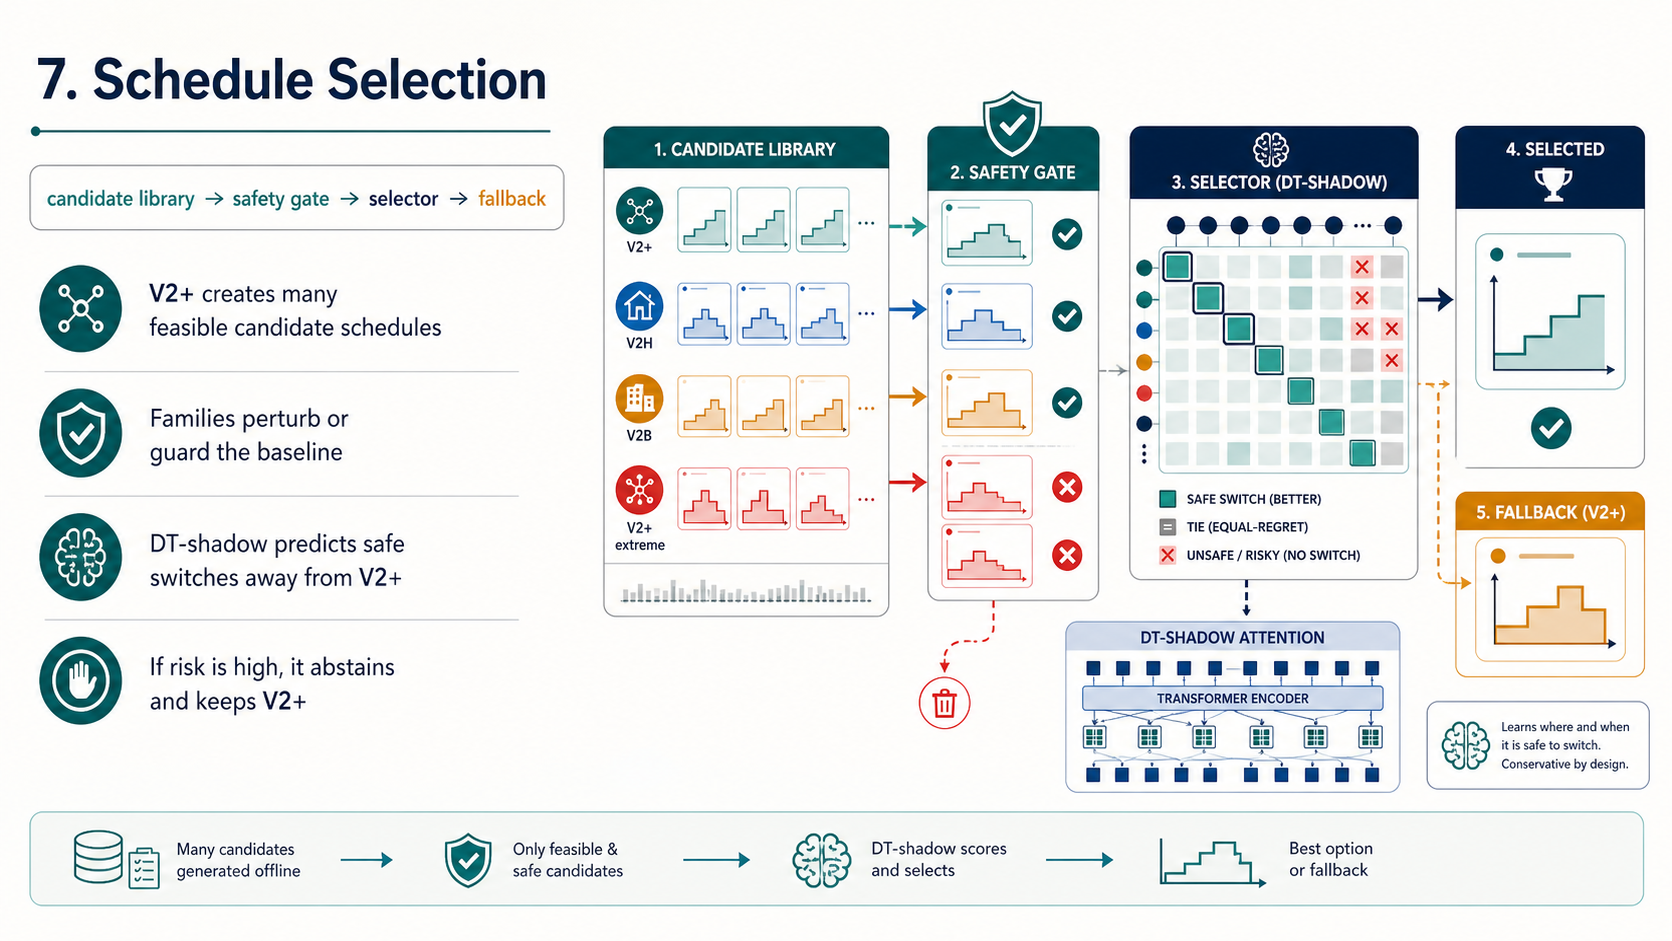 7. Schedule Selection
candidate library → safety gate → selector → fallback
V2+ creates many
feasible candidate schedules
Families perturb or
guard the baseline
DT-shadow predicts safe
switches away from V2+
If risk is high, it abstains
and keeps V2+
1. CANDIDATE LIBRARY
V2+
...
V2H
...
V2B
...
V2+
extreme
...
2. SAFETY GATE
3. SELECTOR (DT-SHADOW)
...
SAFE SWITCH (BETTER)
= TIE (EQUAL-REGRET)
UNSAFE / RISKY (NO SWITCH)
DT-SHADOW ATTENTION
TRANSFORMER ENCODER
4. SELECTED
5. FALLBACK (V2+)
Learns where and when
it is safe to switch.
Conservative by design.
Many candidates
generated offline
Only feasible &
safe candidates
DT-shadow scores
and selects
Best option
or fallback